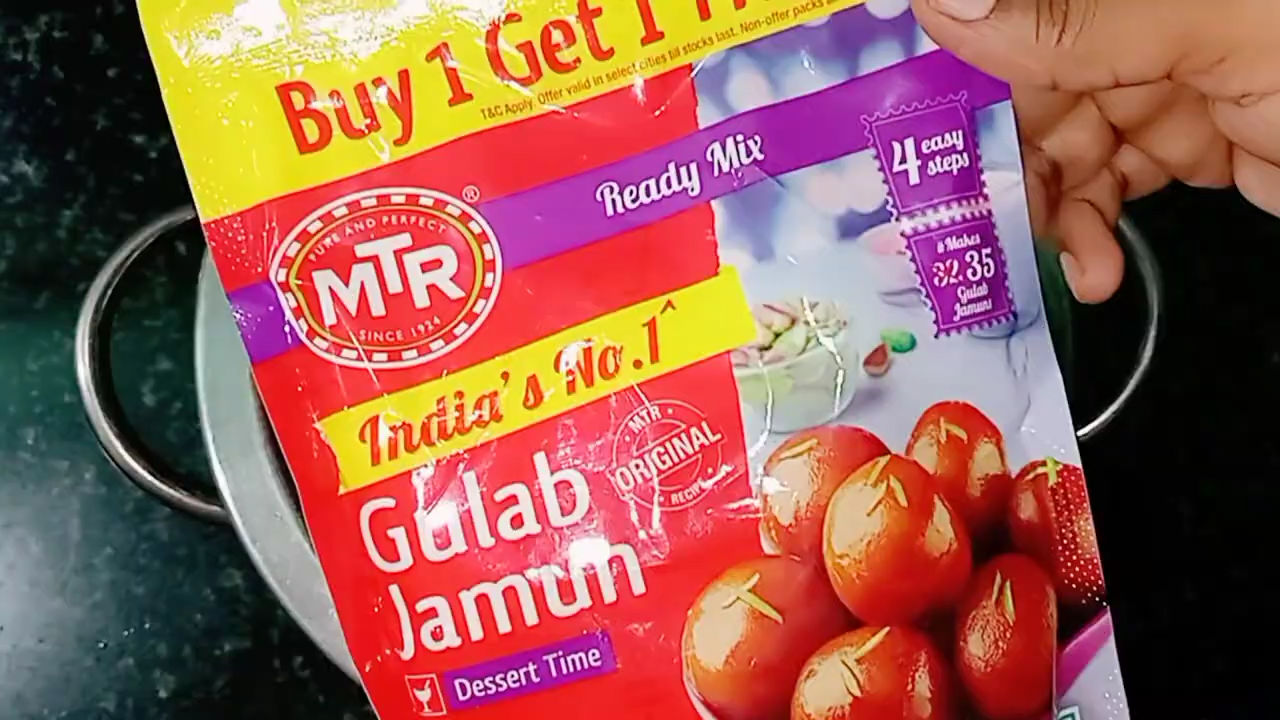 Buy 1 Get 1
T&C Apply. Offer valid in select cities till stocks last. Non-offer packs
Ready Mix
4 easy
steps
PURE AND PERFECT
MTR
®
SINCE 1924
Makes
32.35
Gulab
Jamuns
India's No.1^
MTR
ORIGINAL
RECIPE
Gulab
Jamun
Dessert Time